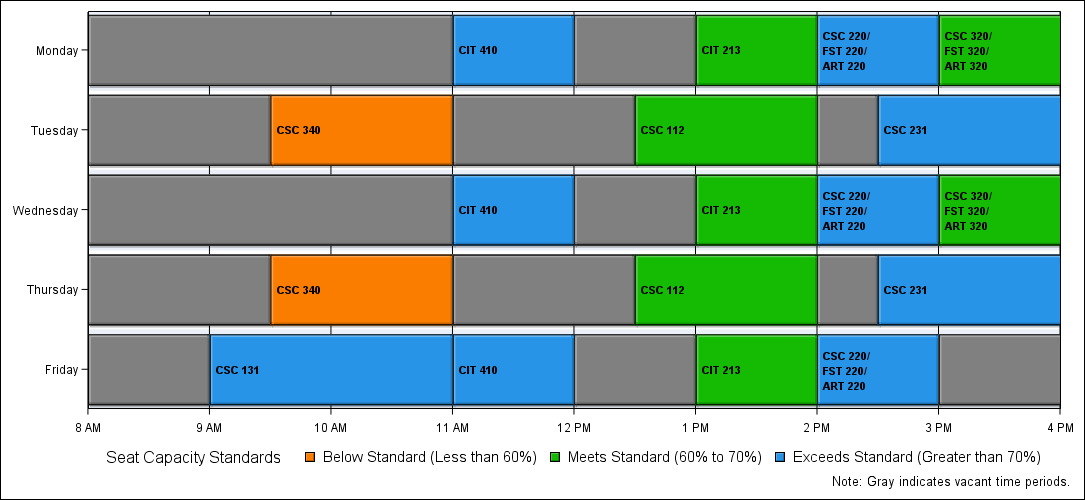 Monday
CIT 410
CIT 213
CSC 220/
FST 220/
ART 220
CSC 320/
FST 320/
ART 320
Tuesday
CSC 340
CSC 112
CSC 231
Wednesday
CIT 410
CIT 213
CSC 220/
FST 220/
ART 220
CSC 320/
FST 320/
ART 320
Thursday
CSC 340
CSC 112
CSC 231
Friday
CSC 131
CIT 410
CIT 213
CSC 220/
FST 220/
ART 220
8 AM 9 AM 10 AM 11 AM 12 PM 1 PM 2 PM 3 PM 4 PM
Seat Capacity Standards Below Standard (Less than 60%) Meets Standard (60% to 70%) Exceeds Standard (Greater than 70%)
Note: Gray indicates vacant time periods.